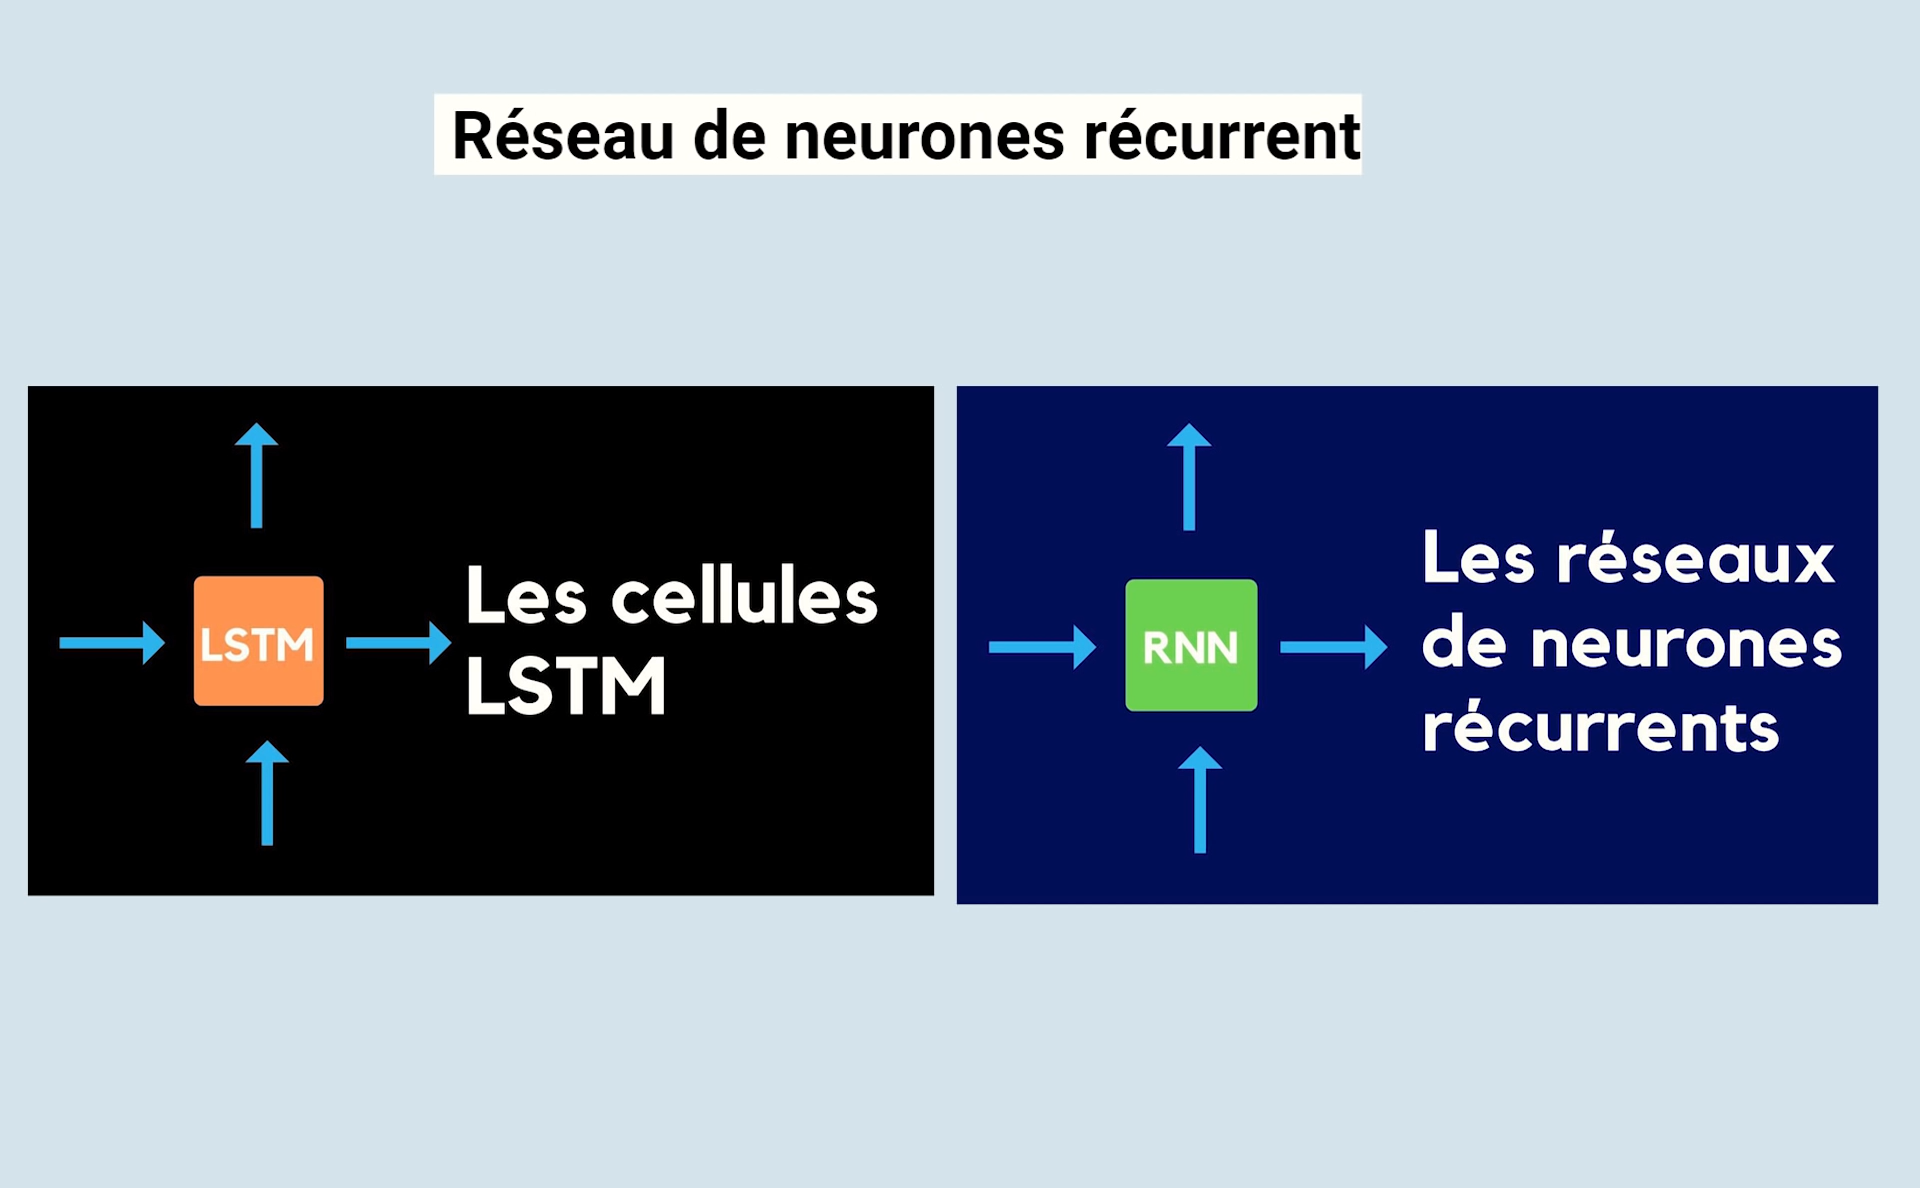 Réseau de neurones récurrent
LSTM
Les cellules
LSTM
RNN
Les réseaux
de neurones
récurrents